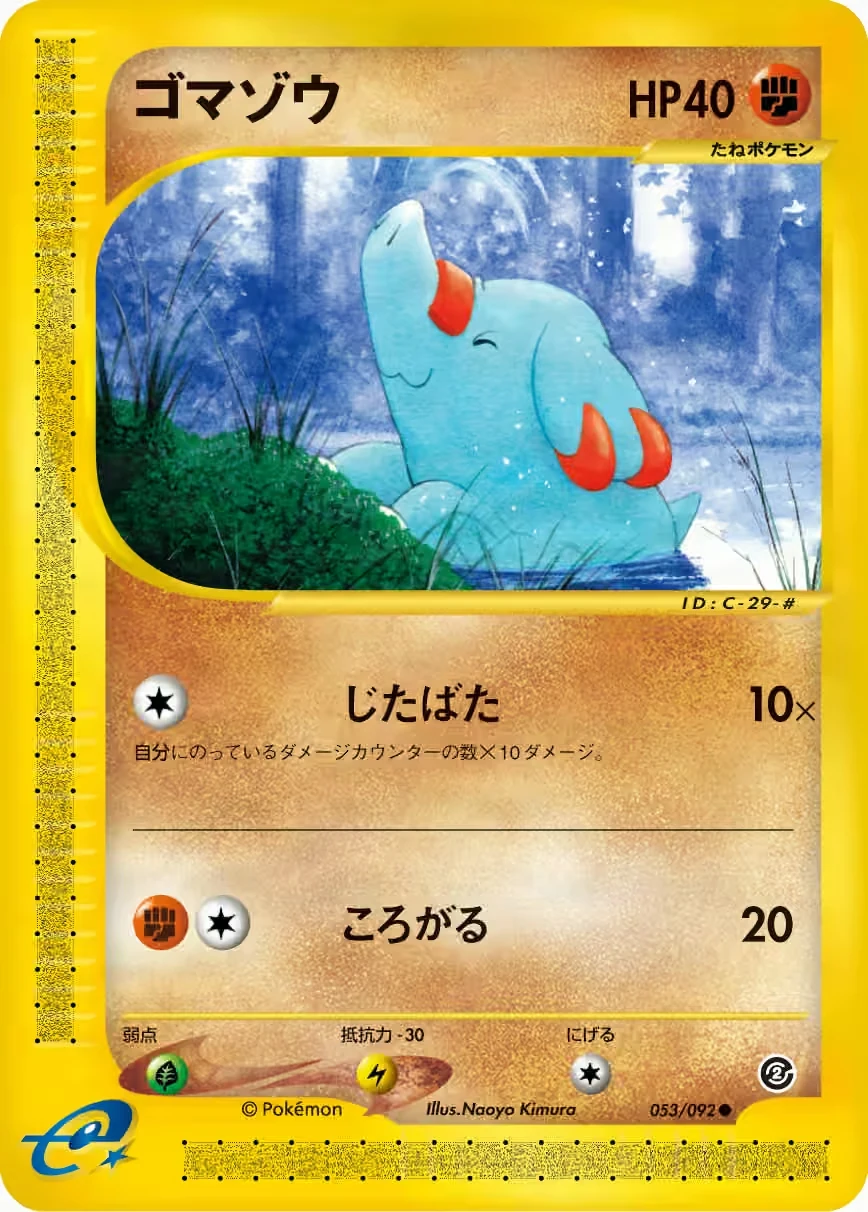 ゴマゾウ HP40
たねポケモン
ID:C-29-#
じたばた 10×
自分にのっているダメージカウンターの数×10ダメージ。
ころがる 20
弱点 抵抗力-30 にげる
© Pokémon Illus.Naoyo Kimura 053/092●
e
2